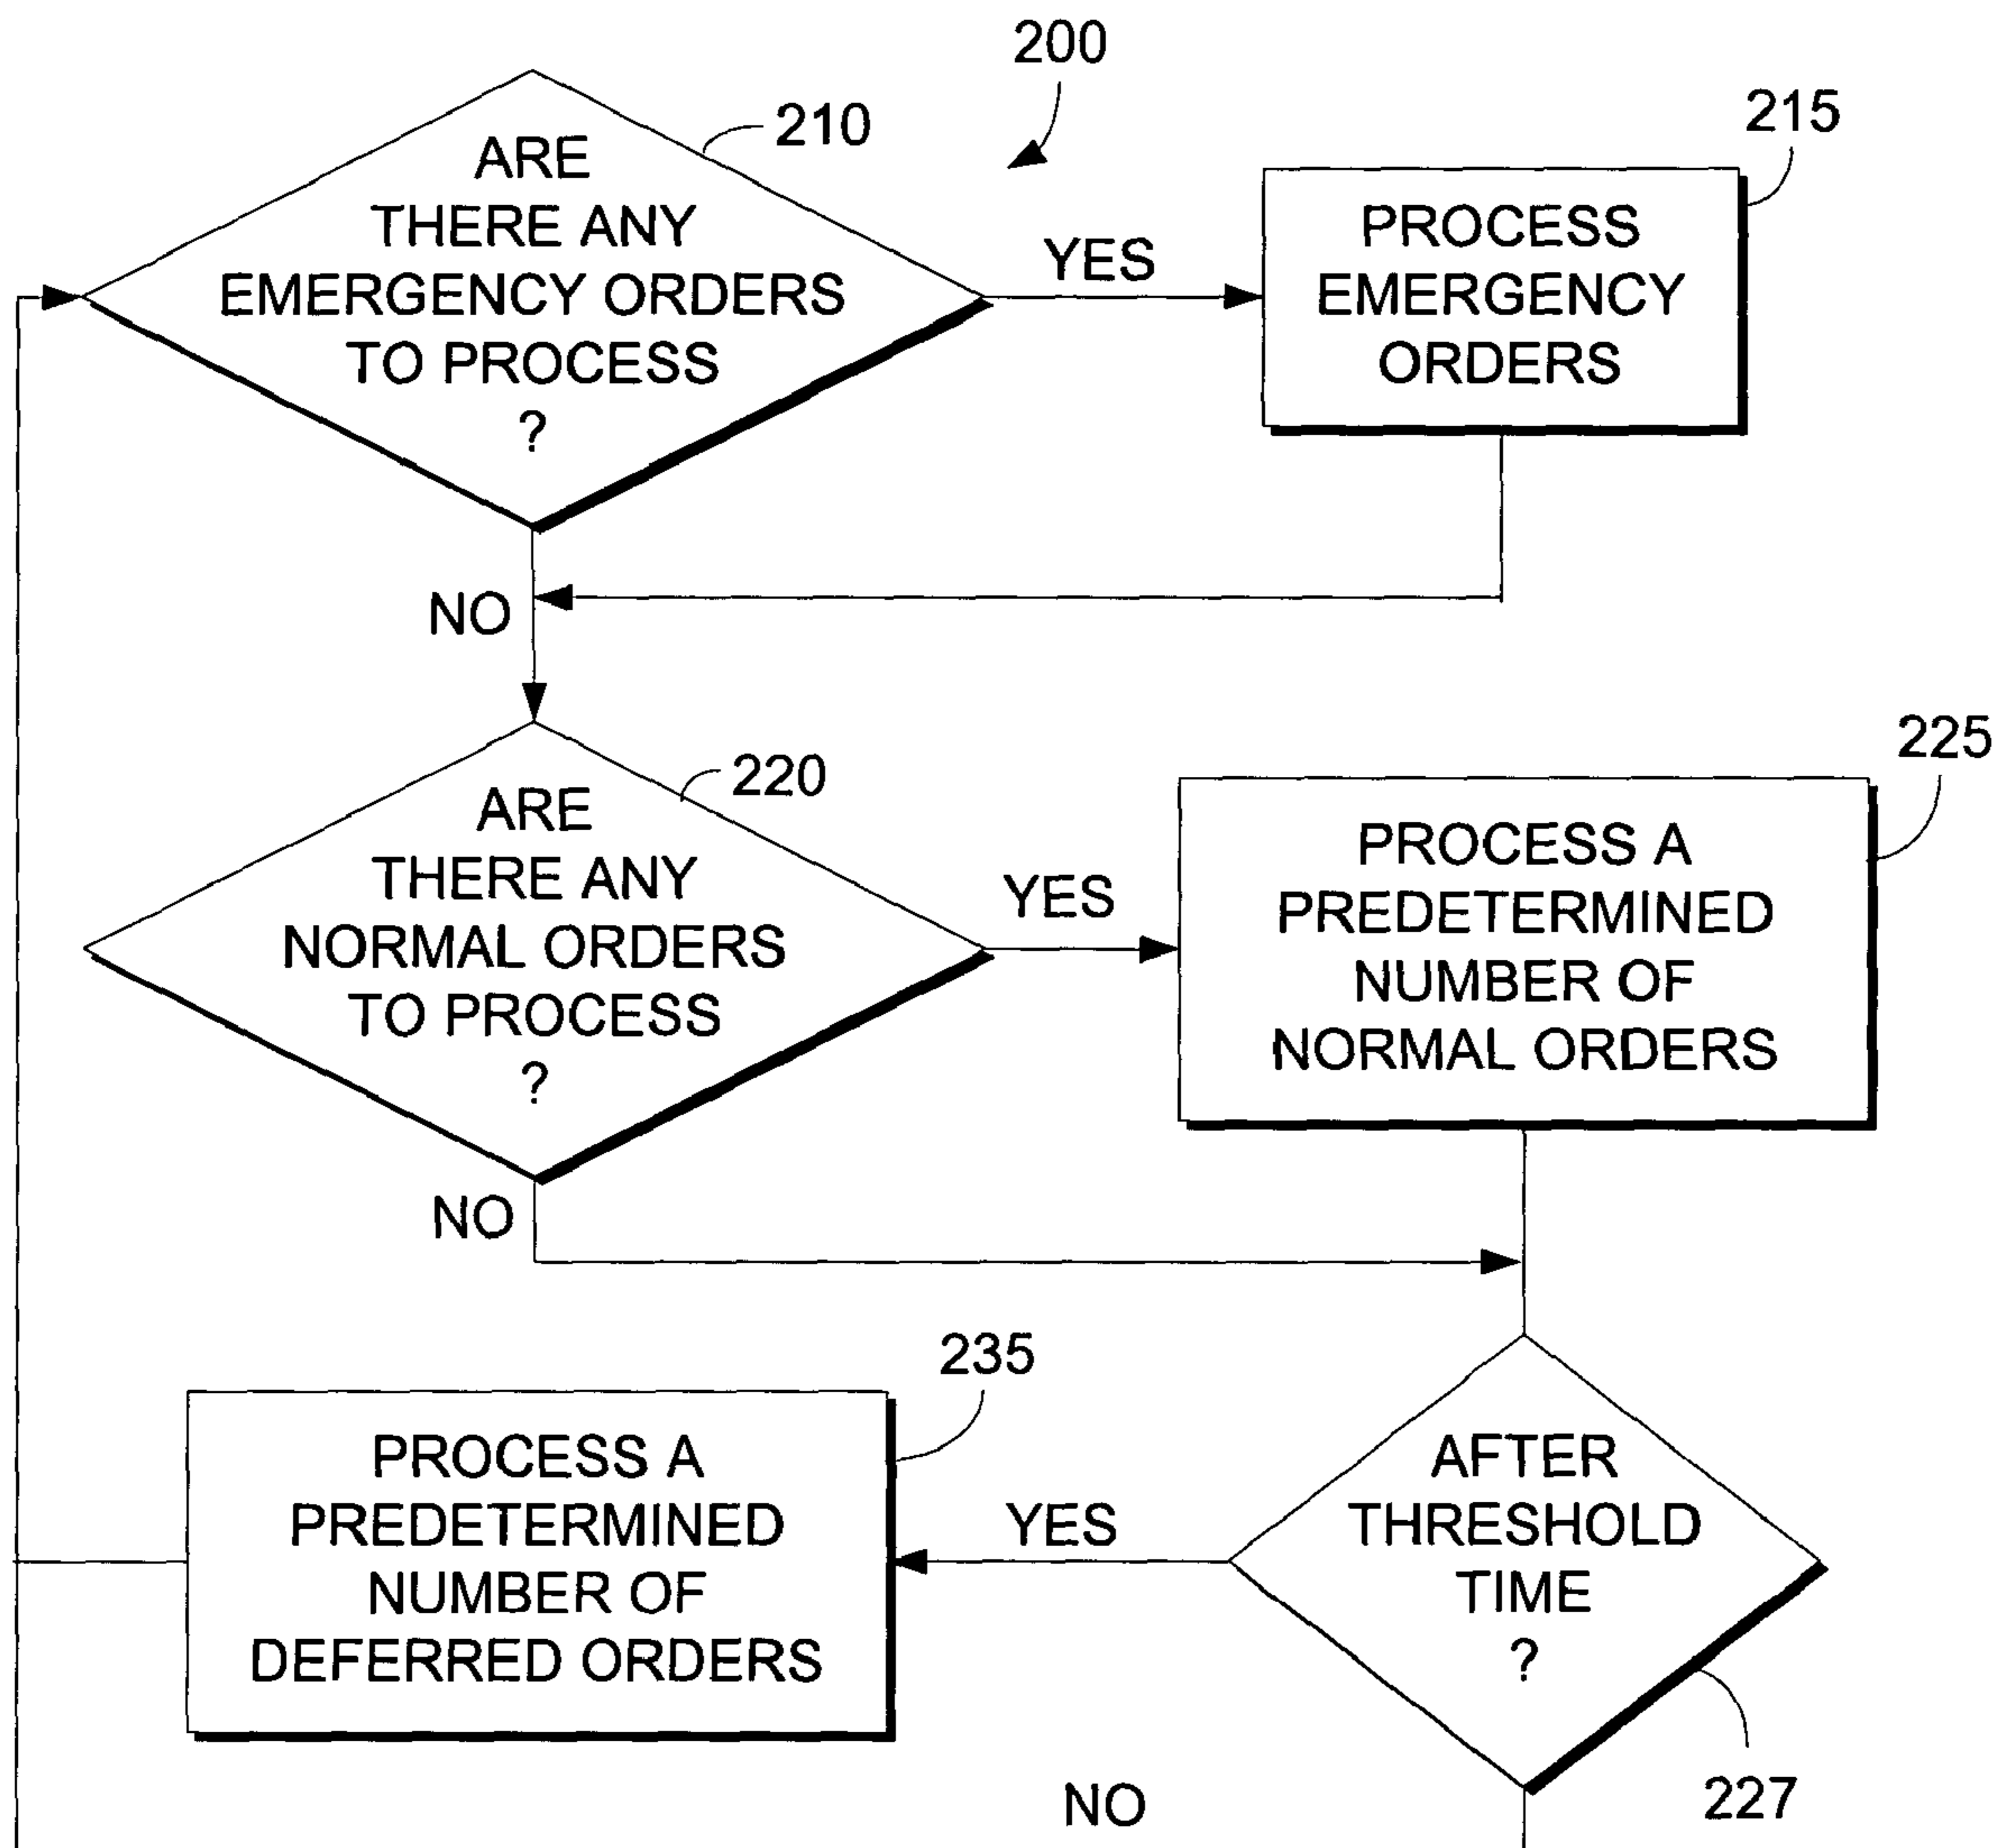 200
210
ARE
THERE ANY
EMERGENCY ORDERS
TO PROCESS
?
YES
215
PROCESS
EMERGENCY
ORDERS
NO
220
ARE
THERE ANY
NORMAL ORDERS
TO PROCESS
?
YES
225
PROCESS A
PREDETERMINED
NUMBER OF
NORMAL ORDERS
NO
235
PROCESS A
PREDETERMINED
NUMBER OF
DEFERRED ORDERS
YES
AFTER
THRESHOLD
TIME
?
227
NO